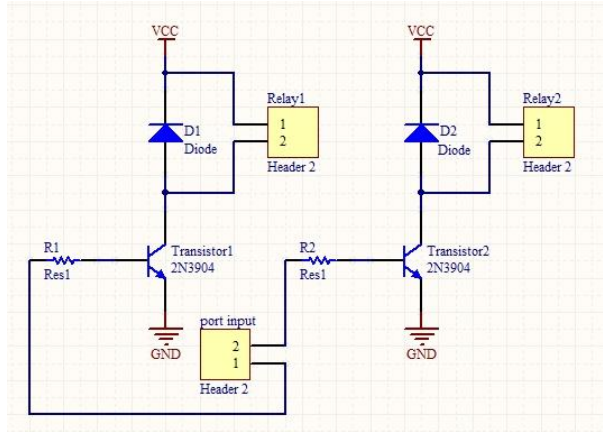 VCC
VCC
Relay1
1
2
Header 2
D1
Diode
Relay2
1
2
Header 2
D2
Diode
R1
Res1
Transistor1
2N3904
GND
R2
Res1
Transistor2
2N3904
GND
port input
2
1
Header 2